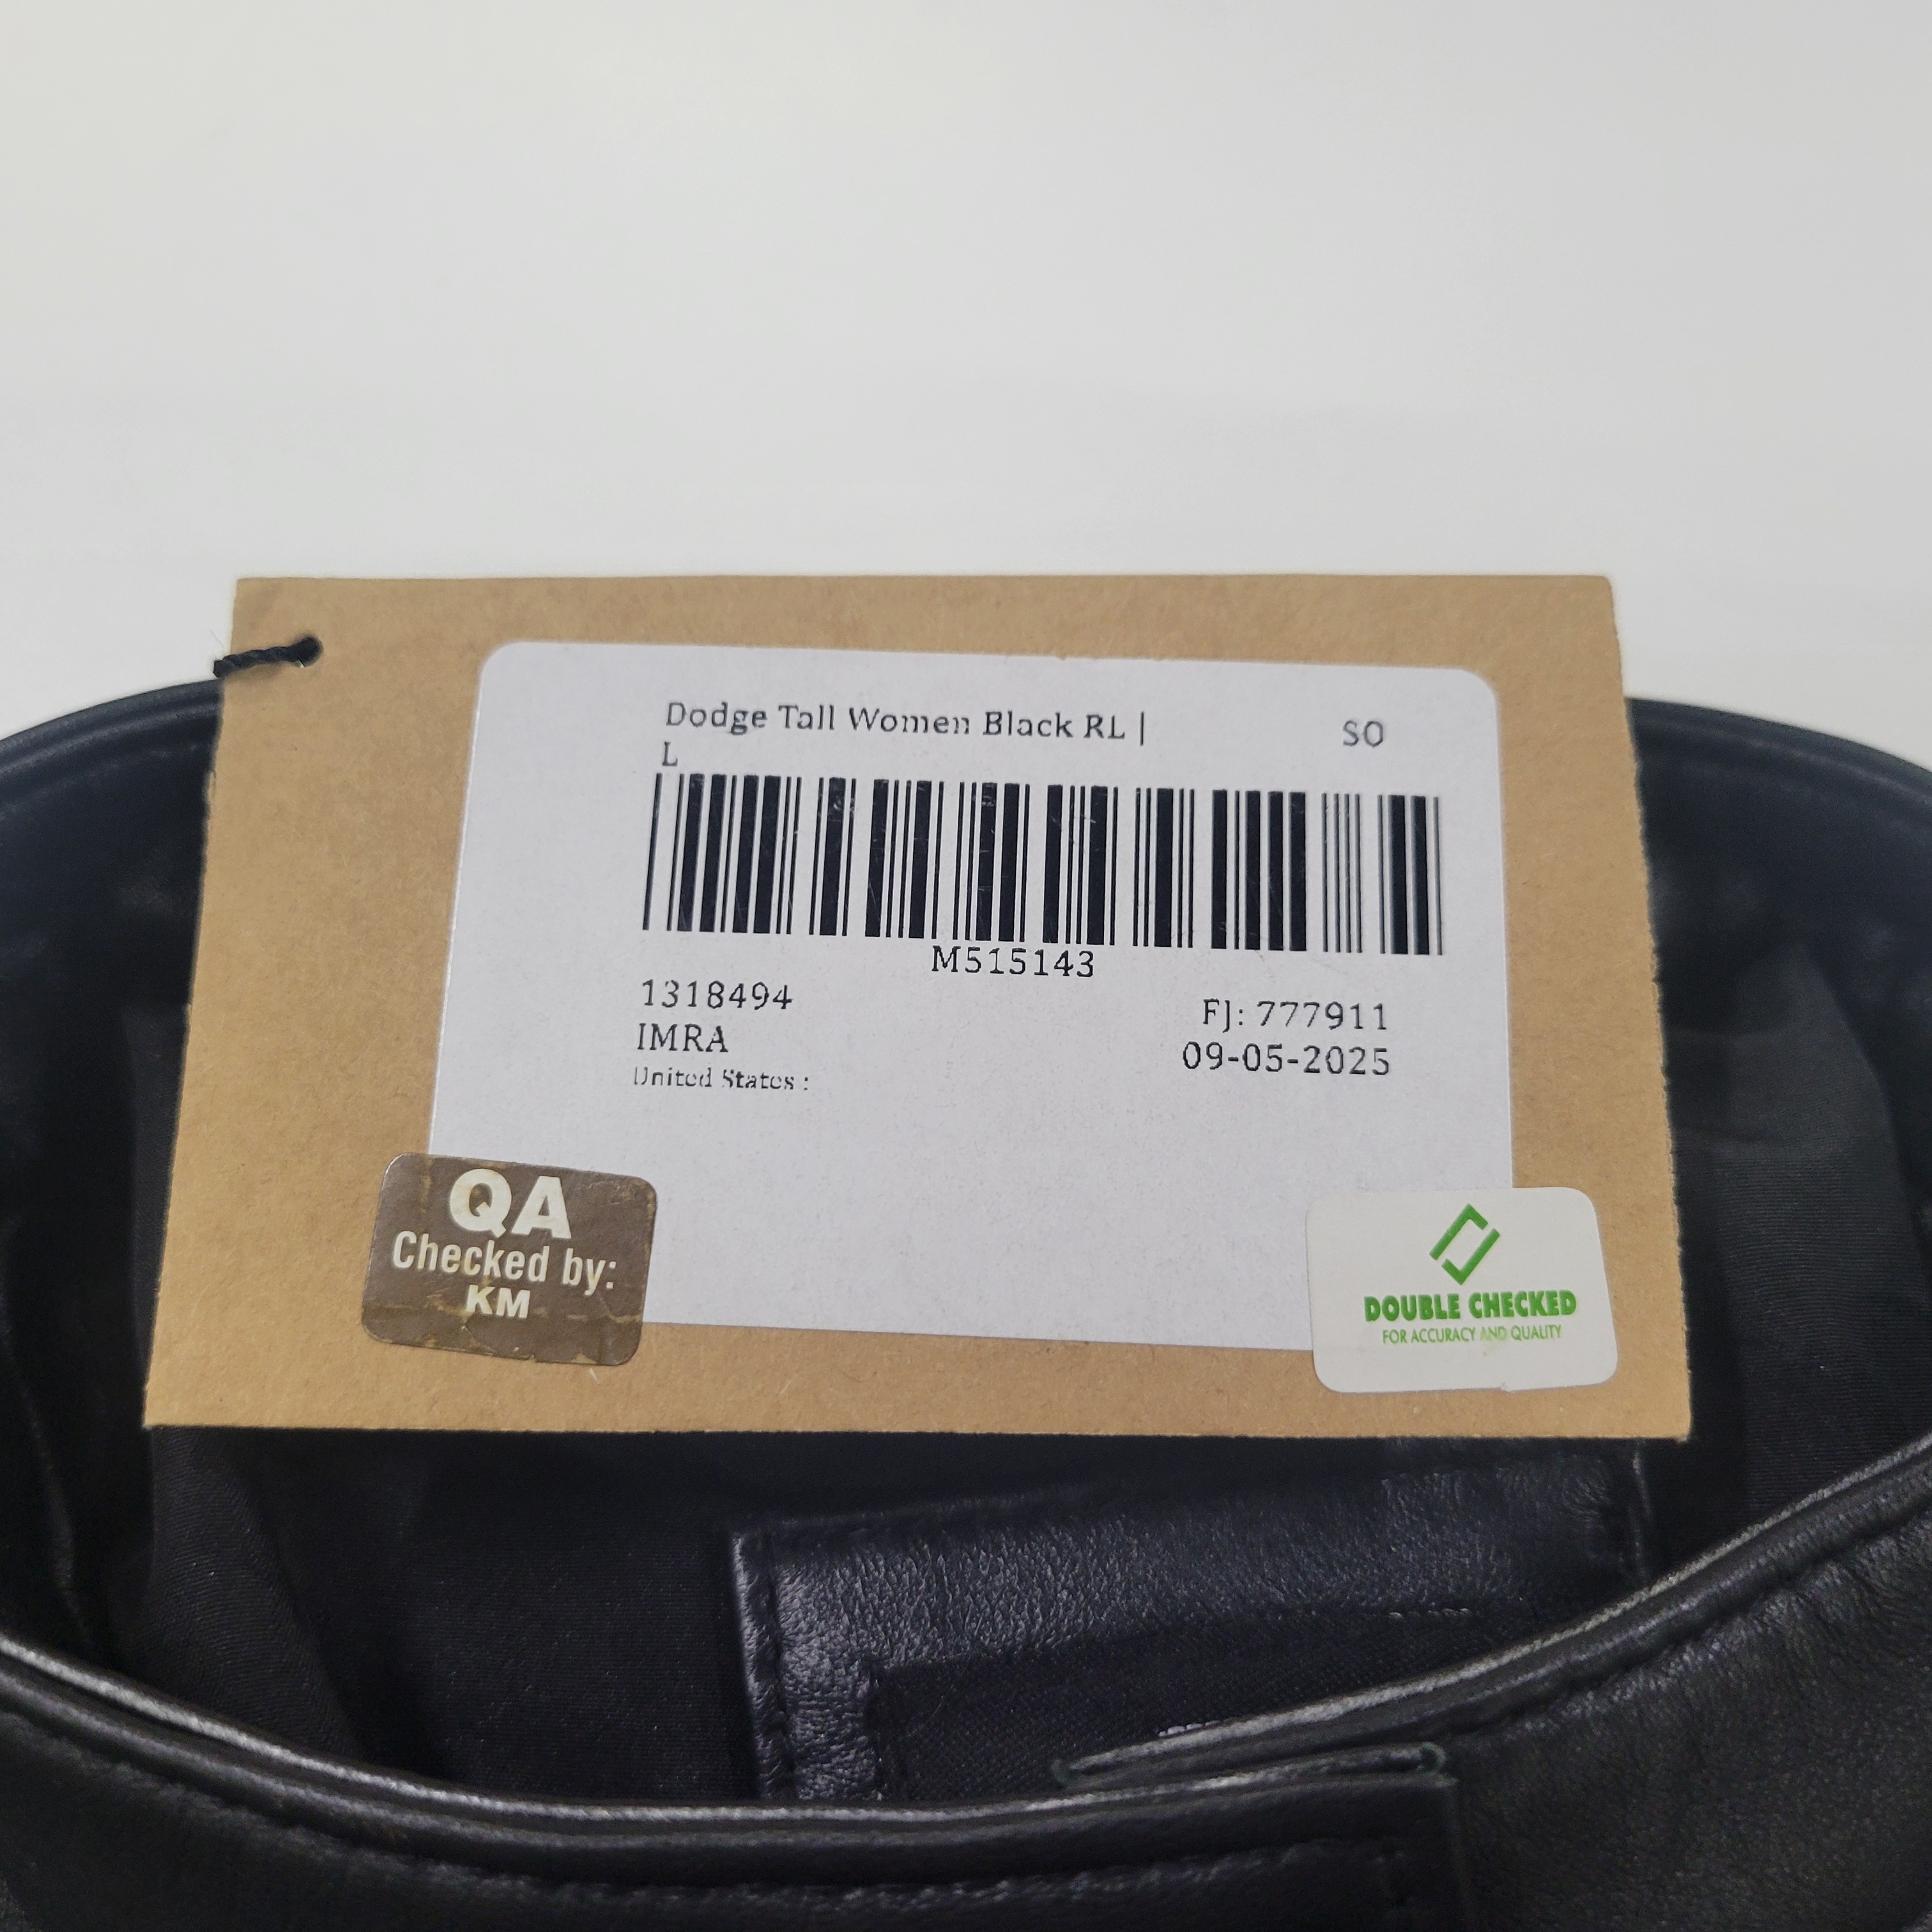 Dodge Tall Women Black RL | SO
L
M515143
1318494
FJ: 777911
IMRA
09-05-2025
United States :
QA
Checked by:
KM
DOUBLE CHECKED
FOR ACCURACY AND QUALITY